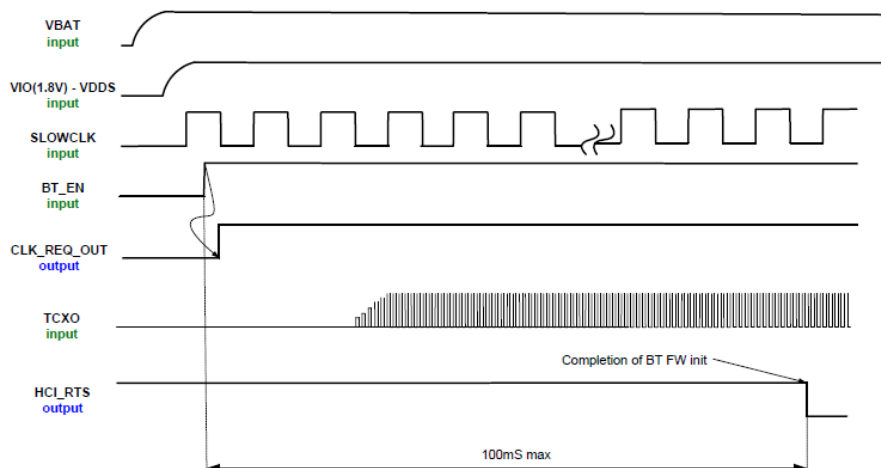 VBAT
input
VIO(1.8V) - VDDS
input
SLOWCLK
input
BT_EN
input
CLK_REQ_OUT
output
TCXO
input
Completion of BT FW init
HCI_RTS
output
100mS max